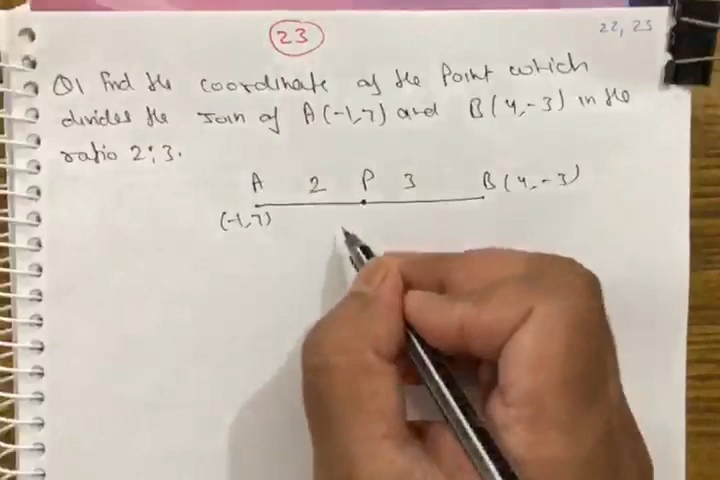 23
22, 23
Q1 Find the coordinate of the Point which
divides the Join of A(-1,7) and B(4,-3) in the
ratio 2:3.
A 2 P 3 B(4,-3)
(-1,7)